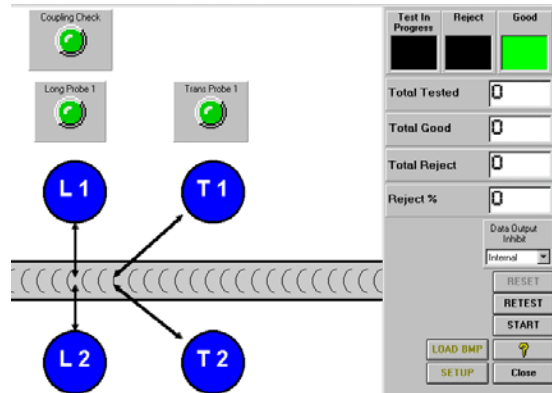 Coupling Check
Long Probe 1
Trans Probe 1
L 1
T 1
L 2
T 2
Test In
Progress
Reject
Good
Total Tested
0
Total Good
0
Total Reject
0
Reject %
0
Data Output
Inhibit
Internal
RESET
RETEST
START
LOAD BMP
?
SETUP
Close